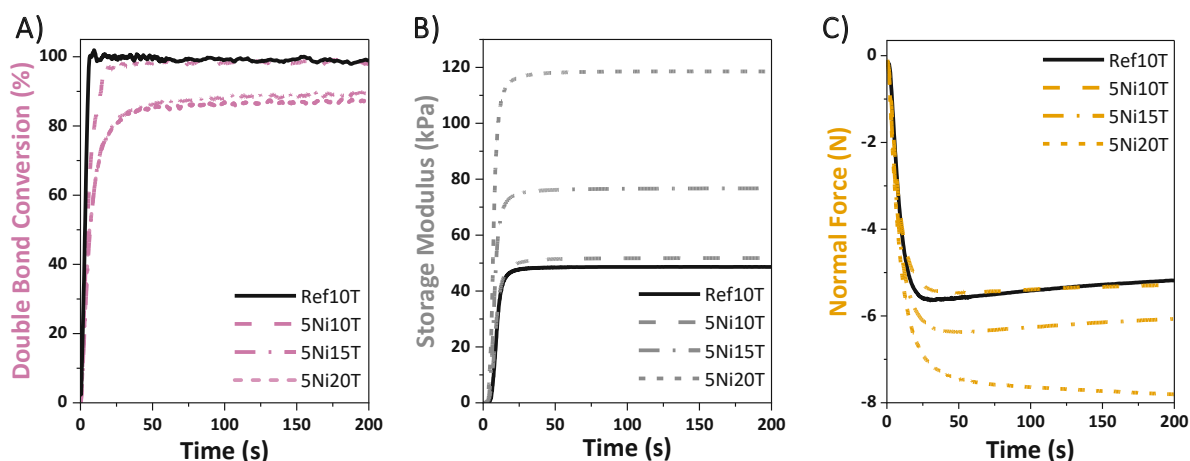 A)
Double Bond Conversion (%)
100
80
60
40
20
0
Ref10T
5Ni10T
5Ni15T
5Ni20T
0 50 100 150 200
Time (s)
B)
Storage Modulus (kPa)
120
100
80
60
40
20
0
Ref10T
5Ni10T
5Ni15T
5Ni20T
0 50 100 150 200
Time (s)
C)
Normal Force (N)
0
-2
-4
-6
-8
Ref10T
5Ni10T
5Ni15T
5Ni20T
0 50 100 150 200
Time (s)